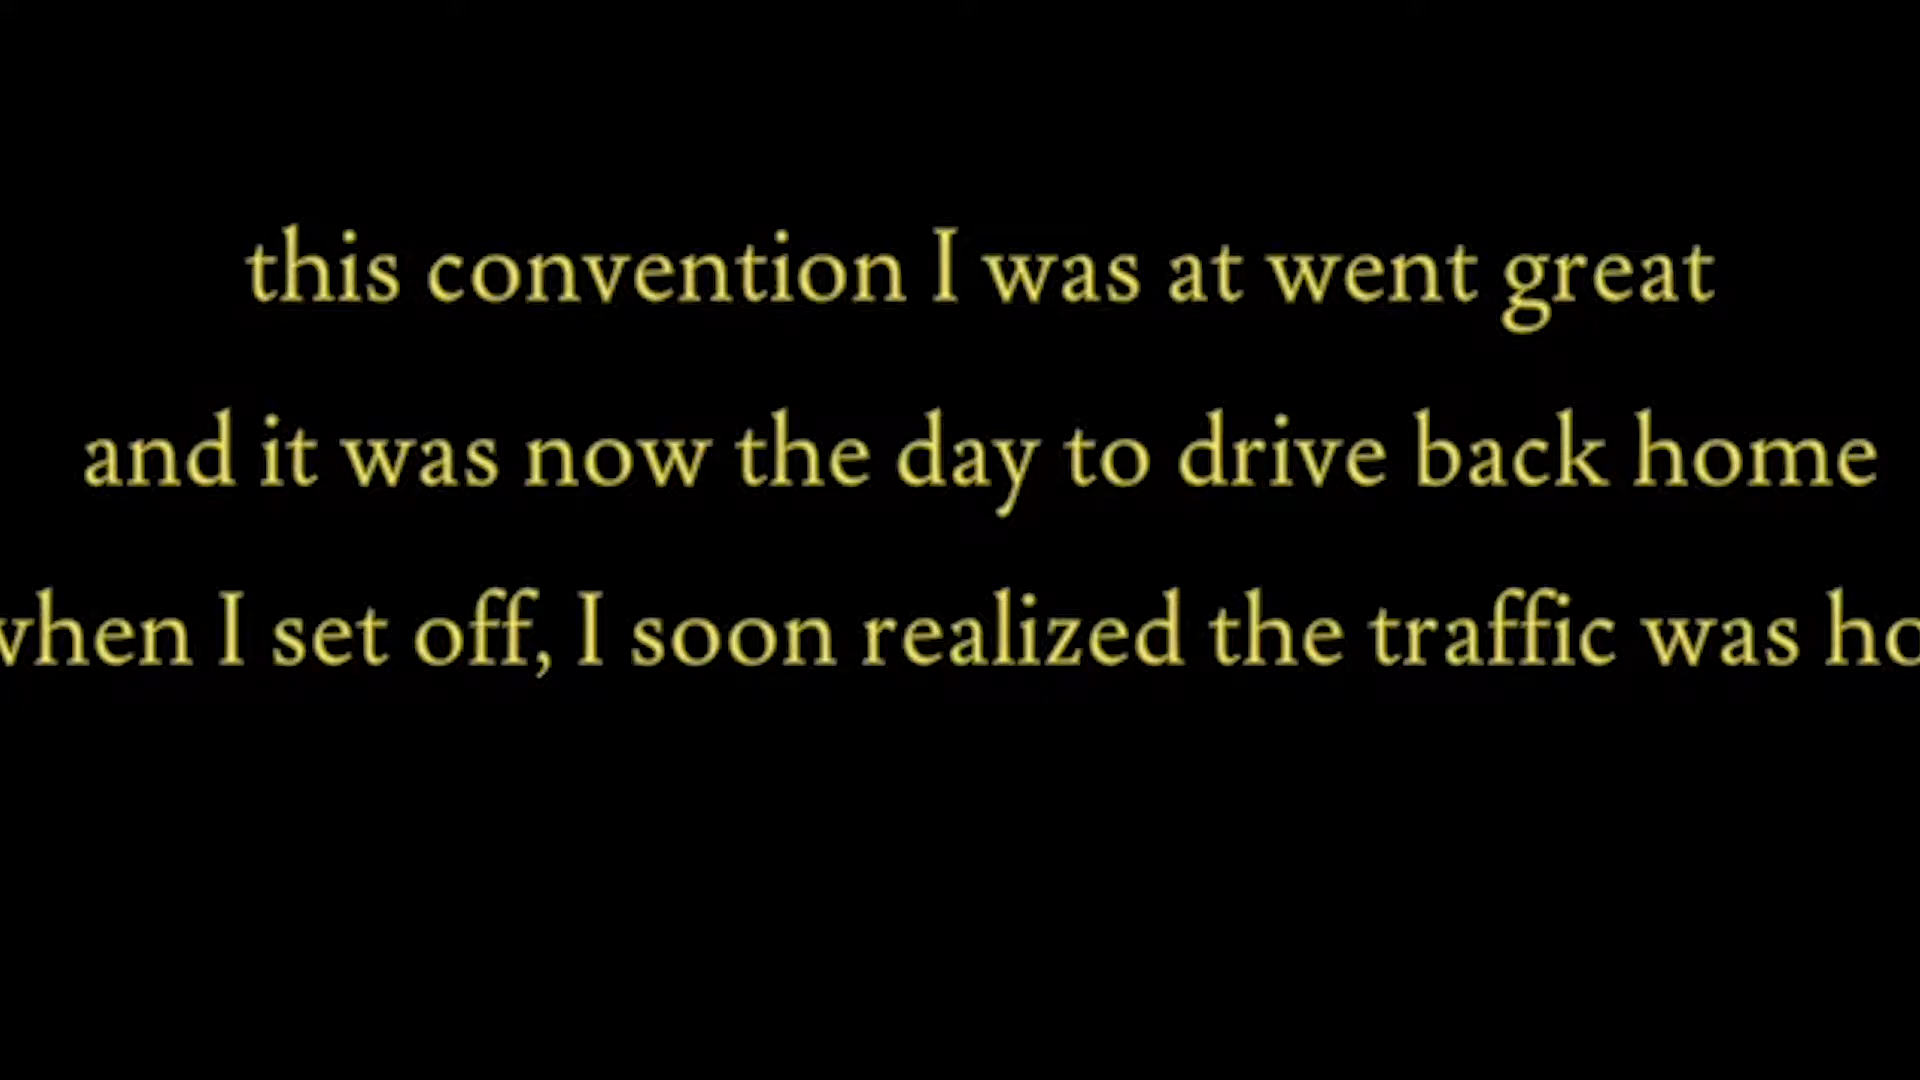 this convention I was at went great
and it was now the day to drive back home
when I set off, I soon realized the traffic was